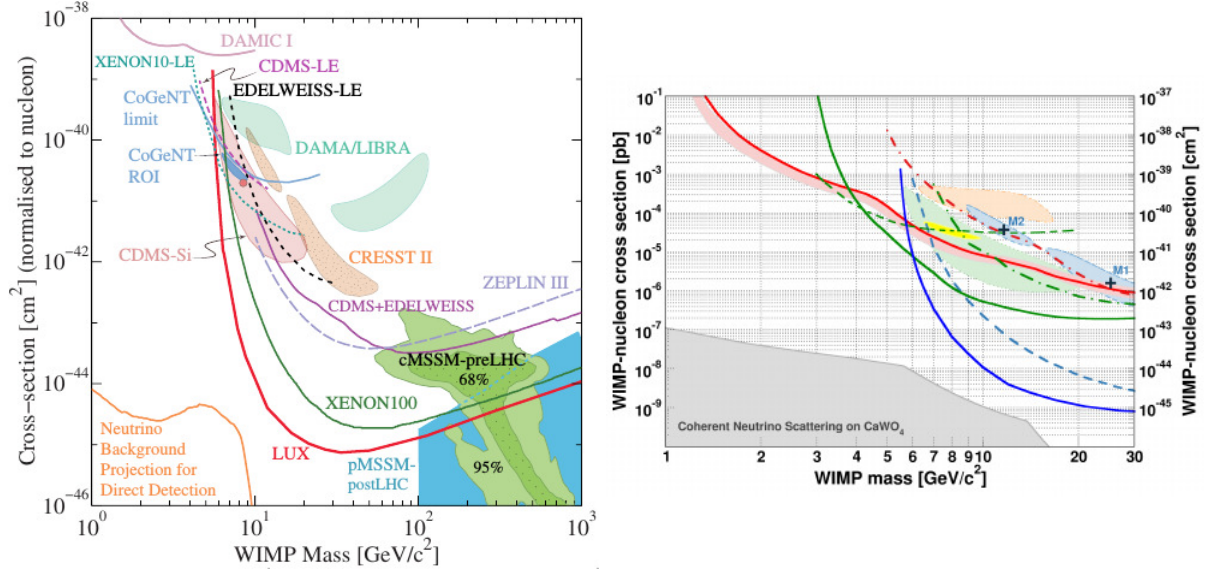 10^-38
10^-40
10^-42
10^-44
10^-46
Cross−section [cm^2] (normalised to nucleon)
DAMIC I
XENON10-LE
CDMS-LE
EDELWEISS-LE
CoGeNT
limit
DAMA/LIBRA
CoGeNT
ROI
CDMS-Si
CRESST II
ZEPLIN III
CDMS+EDELWEISS
cMSSM-preLHC
68%
XENON100
Neutrino
Background
Projection for
Direct Detection
LUX
pMSSM-
postLHC
95%
10^0
10^1
10^2
10^3
WIMP Mass [GeV/c^2]
WIMP-nucleon cross section [pb]
10^-1
10^-2
10^-3
10^-4
10^-5
10^-6
10^-7
10^-8
10^-9
M2
M1
Coherent Neutrino Scattering on CaWO4
1
2
3
4
5
6
7
8
9
10
20
30
WIMP mass [GeV/c^2]
10^-37
10^-38
10^-39
10^-40
10^-41
10^-42
10^-43
10^-44
10^-45
WIMP-nucleon cross section [cm^2]